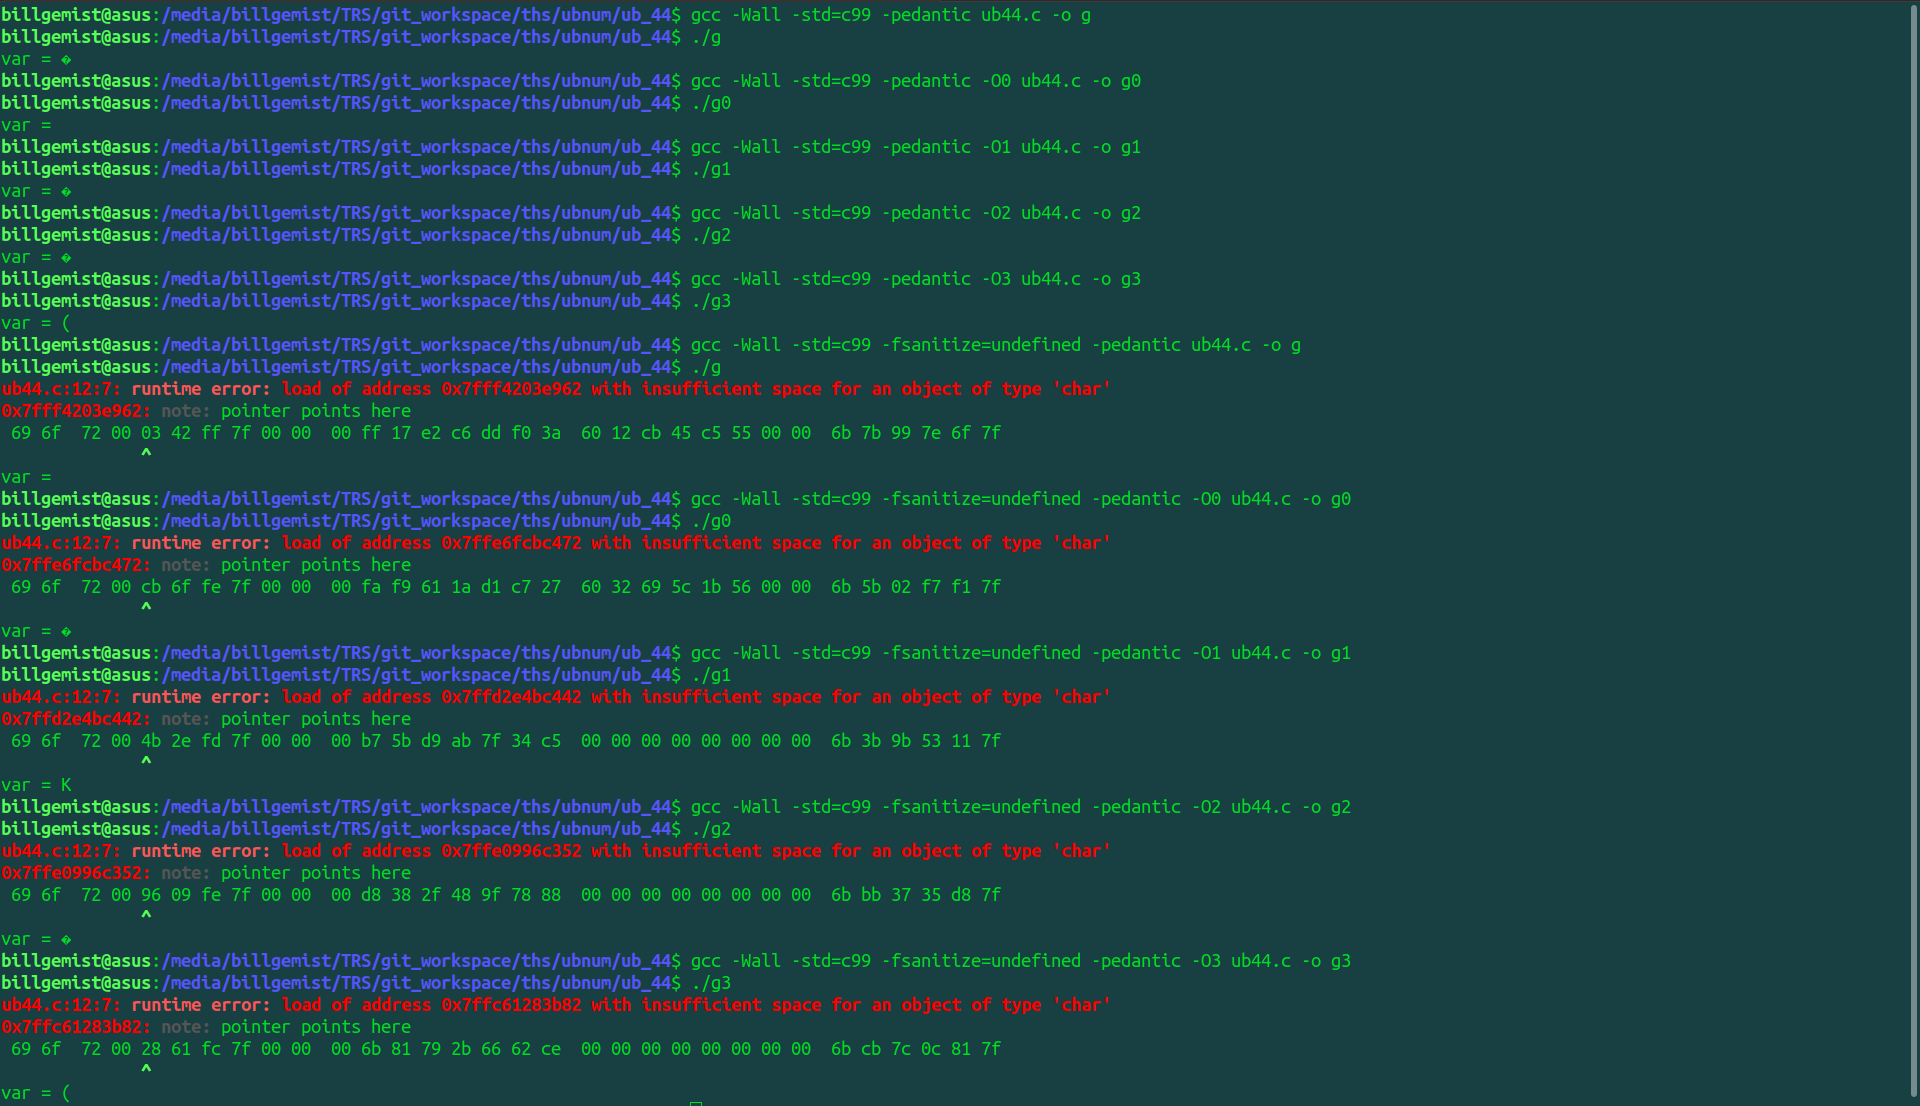 billgemist@asus:/media/billgemist/TRS/git_workspace/ths/ubnum/ub_44$ gcc -Wall -std=c99 -pedantic ub44.c -o g
billgemist@asus:/media/billgemist/TRS/git_workspace/ths/ubnum/ub_44$ ./g
var = �
billgemist@asus:/media/billgemist/TRS/git_workspace/ths/ubnum/ub_44$ gcc -Wall -std=c99 -pedantic -O0 ub44.c -o g0
billgemist@asus:/media/billgemist/TRS/git_workspace/ths/ubnum/ub_44$ ./g0
var =
billgemist@asus:/media/billgemist/TRS/git_workspace/ths/ubnum/ub_44$ gcc -Wall -std=c99 -pedantic -O1 ub44.c -o g1
billgemist@asus:/media/billgemist/TRS/git_workspace/ths/ubnum/ub_44$ ./g1
var = �
billgemist@asus:/media/billgemist/TRS/git_workspace/ths/ubnum/ub_44$ gcc -Wall -std=c99 -pedantic -O2 ub44.c -o g2
billgemist@asus:/media/billgemist/TRS/git_workspace/ths/ubnum/ub_44$ ./g2
var = �
billgemist@asus:/media/billgemist/TRS/git_workspace/ths/ubnum/ub_44$ gcc -Wall -std=c99 -pedantic -O3 ub44.c -o g3
billgemist@asus:/media/billgemist/TRS/git_workspace/ths/ubnum/ub_44$ ./g3
var = (
billgemist@asus:/media/billgemist/TRS/git_workspace/ths/ubnum/ub_44$ gcc -Wall -std=c99 -fsanitize=undefined -pedantic ub44.c -o g
billgemist@asus:/media/billgemist/TRS/git_workspace/ths/ubnum/ub_44$ ./g
ub44.c:12:7: runtime error: load of address 0x7fff4203e962 with insufficient space for an object of type 'char'
0x7fff4203e962: note: pointer points here
 69 6f  72 00 03 42 ff 7f 00 00  00 ff 17 e2 c6 dd f0 3a  60 12 cb 45 c5 55 00 00  6b 7b 99 7e 6f 7f
              ^
var =
billgemist@asus:/media/billgemist/TRS/git_workspace/ths/ubnum/ub_44$ gcc -Wall -std=c99 -fsanitize=undefined -pedantic -O0 ub44.c -o g0
billgemist@asus:/media/billgemist/TRS/git_workspace/ths/ubnum/ub_44$ ./g0
ub44.c:12:7: runtime error: load of address 0x7ffe6fcbc472 with insufficient space for an object of type 'char'
0x7ffe6fcbc472: note: pointer points here
 69 6f  72 00 cb 6f fe 7f 00 00  00 fa f9 61 1a d1 c7 27  60 32 69 5c 1b 56 00 00  6b 5b 02 f7 f1 7f
              ^
var = �
billgemist@asus:/media/billgemist/TRS/git_workspace/ths/ubnum/ub_44$ gcc -Wall -std=c99 -fsanitize=undefined -pedantic -O1 ub44.c -o g1
billgemist@asus:/media/billgemist/TRS/git_workspace/ths/ubnum/ub_44$ ./g1
ub44.c:12:7: runtime error: load of address 0x7ffd2e4bc442 with insufficient space for an object of type 'char'
0x7ffd2e4bc442: note: pointer points here
 69 6f  72 00 4b 2e fd 7f 00 00  00 b7 5b d9 ab 7f 34 c5  00 00 00 00 00 00 00 00  6b 3b 9b 53 11 7f
              ^
var = K
billgemist@asus:/media/billgemist/TRS/git_workspace/ths/ubnum/ub_44$ gcc -Wall -std=c99 -fsanitize=undefined -pedantic -O2 ub44.c -o g2
billgemist@asus:/media/billgemist/TRS/git_workspace/ths/ubnum/ub_44$ ./g2
ub44.c:12:7: runtime error: load of address 0x7ffe0996c352 with insufficient space for an object of type 'char'
0x7ffe0996c352: note: pointer points here
 69 6f  72 00 96 09 fe 7f 00 00  00 d8 38 2f 48 9f 78 88  00 00 00 00 00 00 00 00  6b bb 37 35 d8 7f
              ^
var = �
billgemist@asus:/media/billgemist/TRS/git_workspace/ths/ubnum/ub_44$ gcc -Wall -std=c99 -fsanitize=undefined -pedantic -O3 ub44.c -o g3
billgemist@asus:/media/billgemist/TRS/git_workspace/ths/ubnum/ub_44$ ./g3
ub44.c:12:7: runtime error: load of address 0x7ffc61283b82 with insufficient space for an object of type 'char'
0x7ffc61283b82: note: pointer points here
 69 6f  72 00 28 61 fc 7f 00 00  00 6b 81 79 2b 66 62 ce  00 00 00 00 00 00 00 00  6b cb 7c 0c 81 7f
              ^
var = (